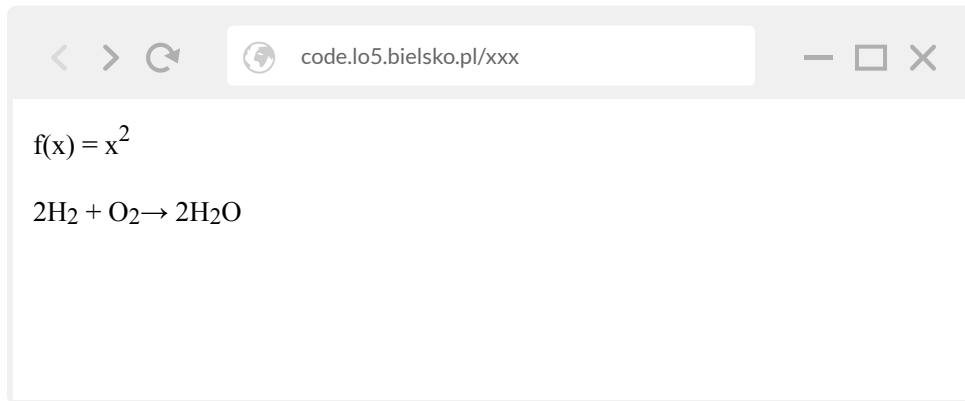 code.lo5.bielsko.pl/xxx
f(x) = x²
2H₂ + O₂→ 2H₂O